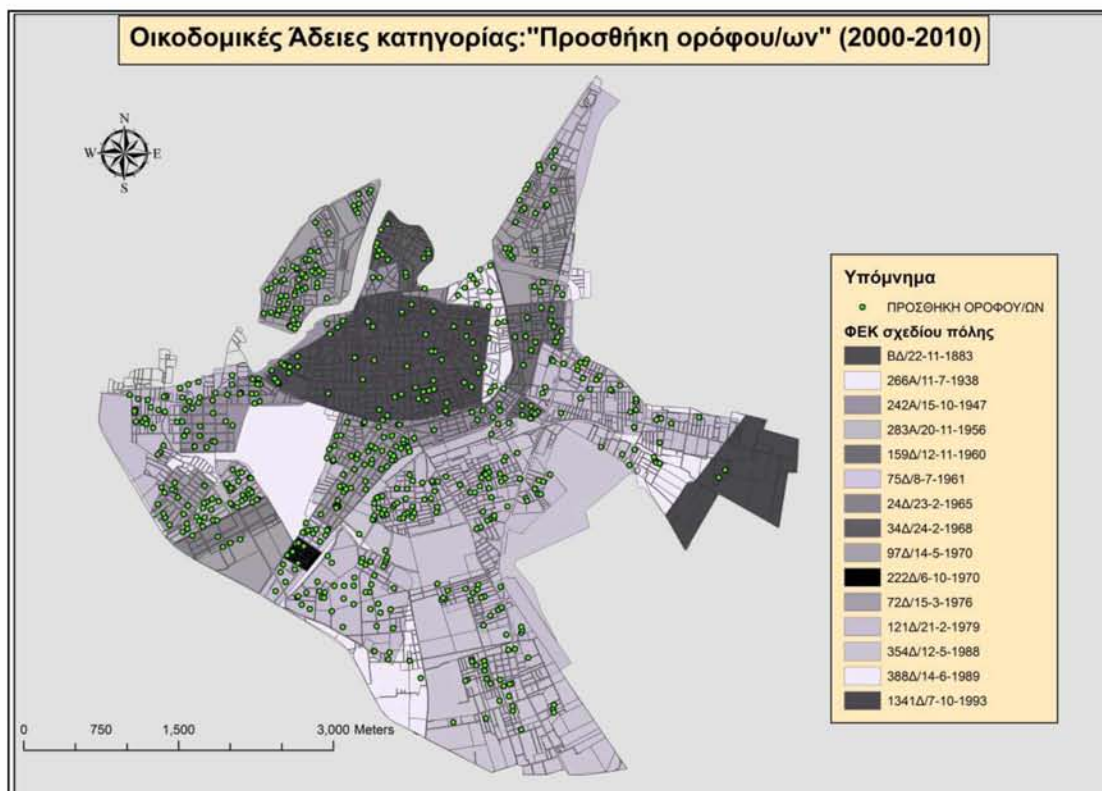 Οικοδομικές Άδειες κατηγορίας:"Προσθήκη ορόφου/ων" (2000-2010)
N
W E
S
Υπόμνημα
ΠΡΟΣΘΗΚΗ ΟΡΟΦΟΥ/ΩΝ
ΦΕΚ σχεδίου πόλης
ΒΔ/22-11-1883
266Α/11-7-1938
242Α/15-10-1947
283Α/20-11-1956
159Δ/12-11-1960
75Δ/8-7-1961
24Δ/23-2-1965
34Δ/24-2-1968
97Δ/14-5-1970
222Δ/6-10-1970
72Δ/15-3-1976
121Δ/21-2-1979
354Δ/12-5-1988
388Δ/14-6-1989
1341Δ/7-10-1993
0 750 1,500 3,000 Meters